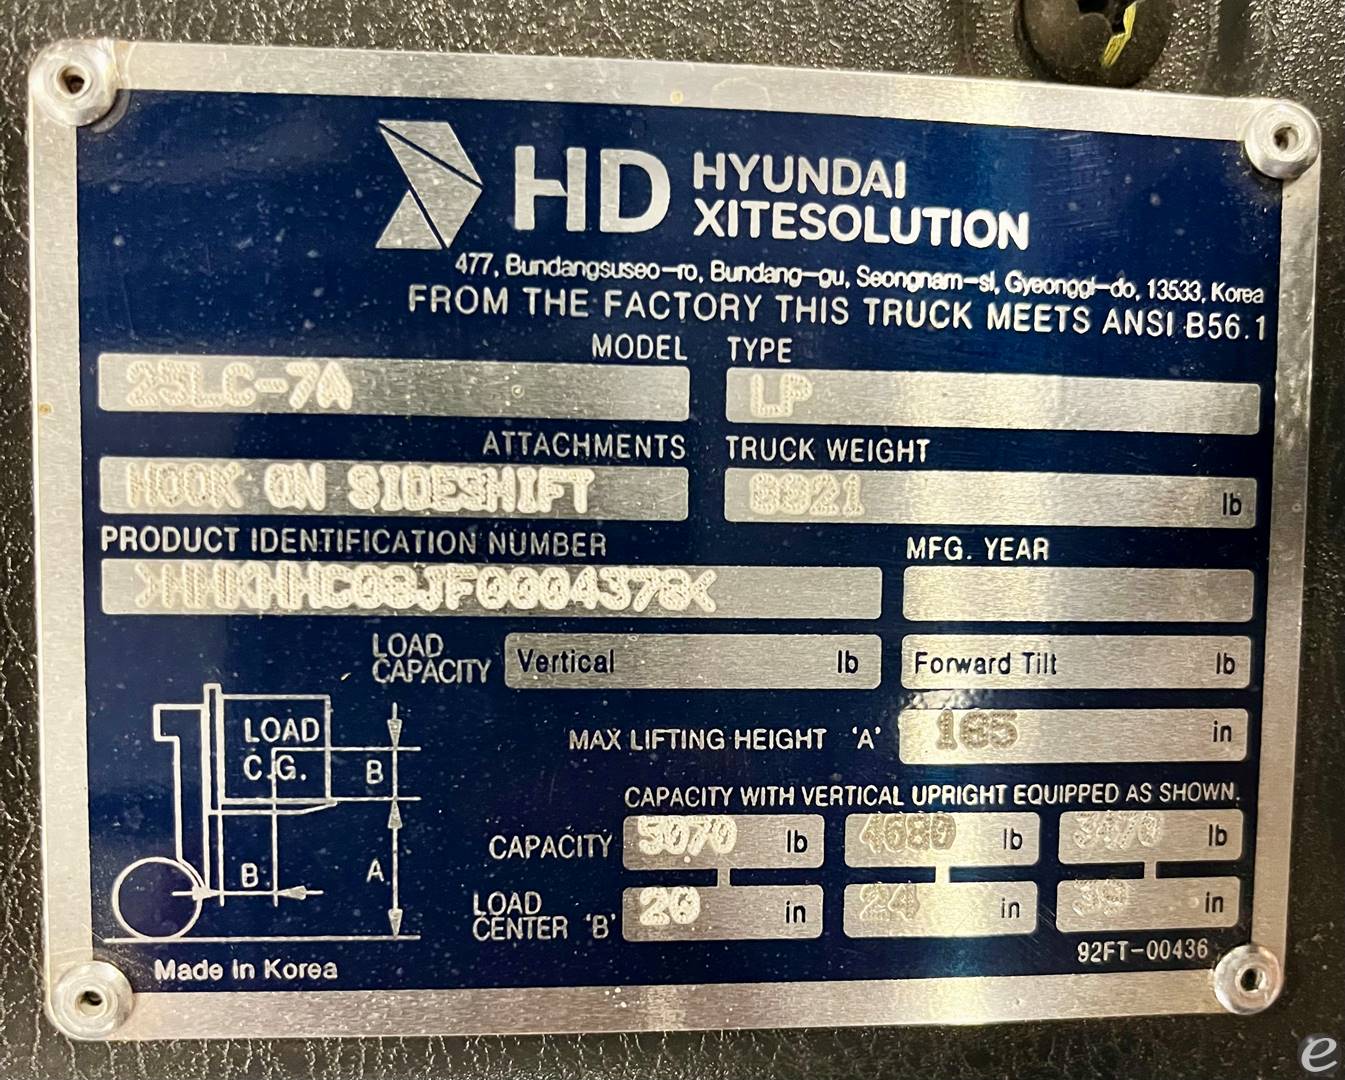 HD HYUNDAI
XITESOLUTION
477, Bundangsuseo-ro, Bundang-gu, Seongnam-si, Gyeonggi-do, 13533, Korea
FROM THE FACTORY THIS TRUCK MEETS ANSI B56.1
MODEL TYPE
25LC-7A LP
ATTACHMENTS TRUCK WEIGHT
HOOK ON SIDESHIFT lb
PRODUCT IDENTIFICATION NUMBER MFG. YEAR
>HHKHHC08JF0004378<
LOAD
CAPACITY Vertical lb Forward Tilt lb
MAX LIFTING HEIGHT 'A' 185 in
CAPACITY WITH VERTICAL UPRIGHT EQUIPPED AS SHOWN.
CAPACITY 5070 lb 4680 lb 3470 lb
LOAD
CENTER 'B' 20 in 24 in in
LOAD
C.G.
B
B
A
92FT-00436
Made in Korea
e